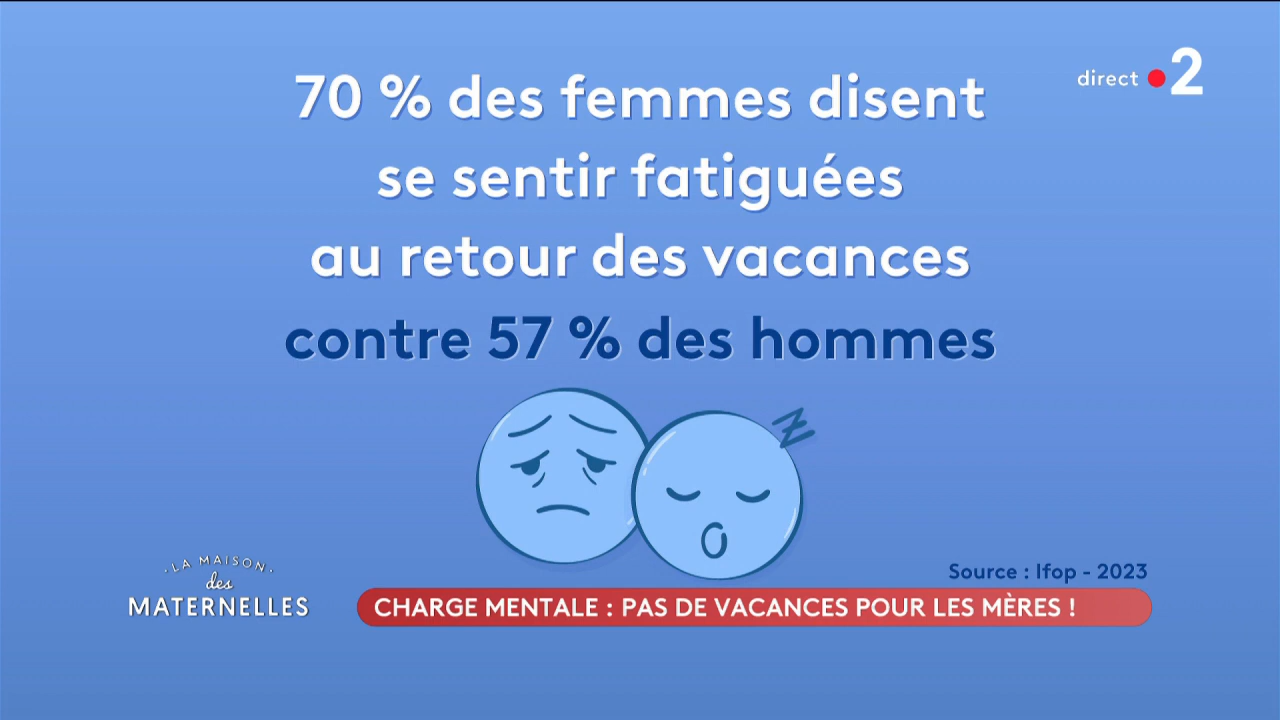 70 % des femmes disent
direct 2
se sentir fatiguées
au retour des vacances
contre 57 % des hommes
Z
Source : Ifop - 2023
· LA MAISON ·
des
MATERNELLES
CHARGE MENTALE : PAS DE VACANCES POUR LES MÈRES !